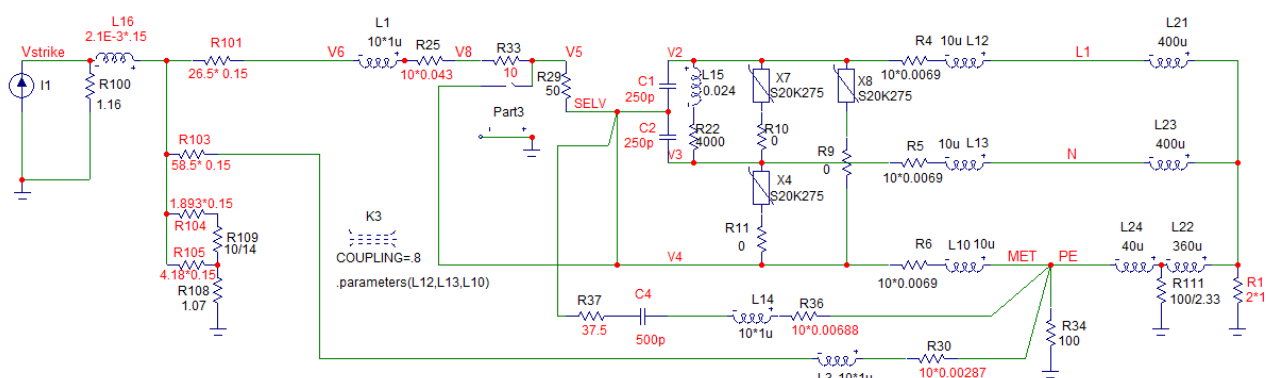 L16
2.1E-3*.15
Vstrike
I1
R100
1.16
R101
26.5* 0.15
V6
L1
10*1u
R25
10*0.043
V8
R33
10
V5
R29
50
SELV
Part3
C1
250p
C2
250p
V2
L15
0.024
R22
4000
V3
X7
S20K275
R10
0
X8
S20K275
R9
0
X4
S20K275
R11
0
V4
R4
10*0.0069
10u L12
L1
L21
400u
R5
10*0.0069
10u L13
N
L23
400u
R6
10*0.0069
L10 10u
MET
PE
L24
40u
L22
360u
R111
100/2.33
R1
R34
100
R103
58.5* 0.15
1.893*0.15
R104
R109
10/14
R105
4.18*0.15
R108
1.07
K3
COUPLING=.8
.parameters(L12,L13,L10)
R37
37.5
C4
500p
L14
10*1u
R36
10*0.00688
R30
10*0.00287
L3 10*1u